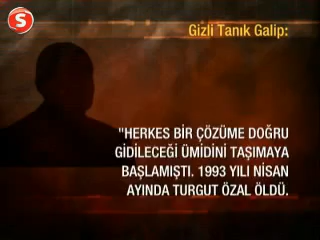 S
Gizli Tanık Galip:
"HERKES BİR ÇÖZÜME DOĞRU
GİDİLECEĞİ ÜMİDİNİ TAŞIMAYA
BAŞLAMIŞTI. 1993 YILI NİSAN
AYINDA TURGUT ÖZAL ÖLDÜ.